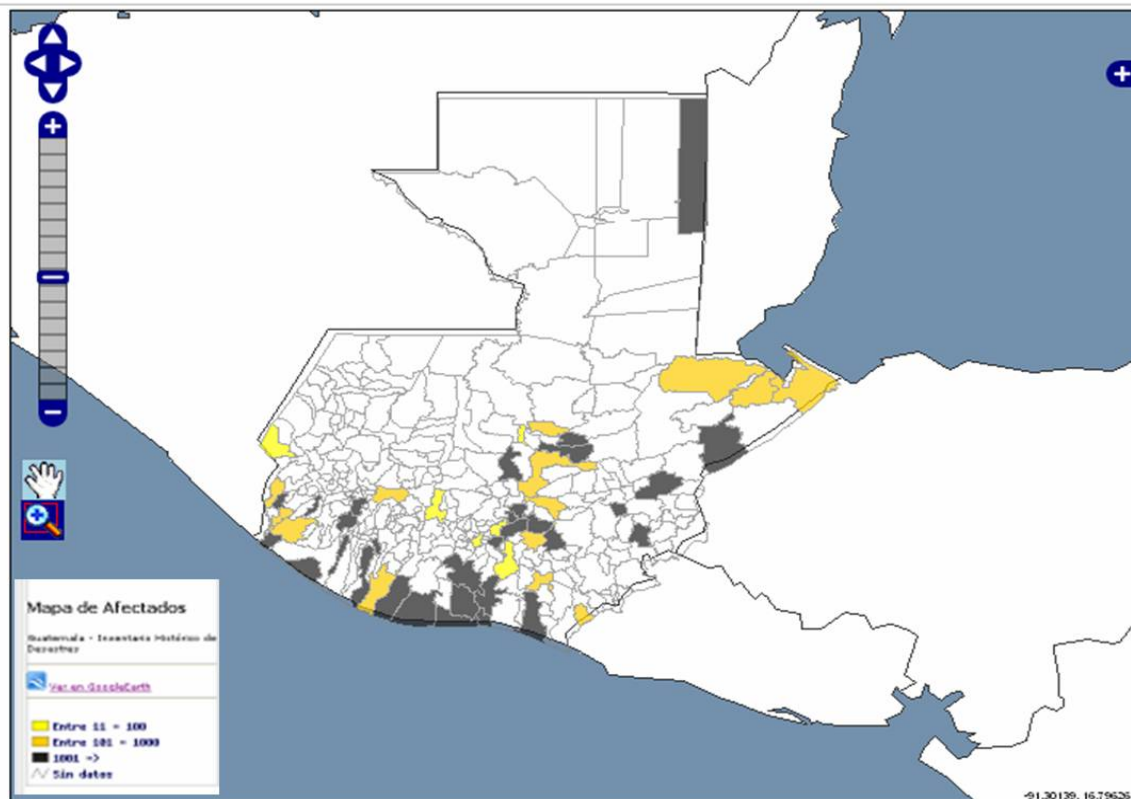 Mapa de Afectados
Guatemala - Inventario Histórico de
Desastres
Ver en GoogleEarth
Entre 11 - 100
Entre 101 - 1000
1001 ->
Sin datos
-91.30139, 16.79626